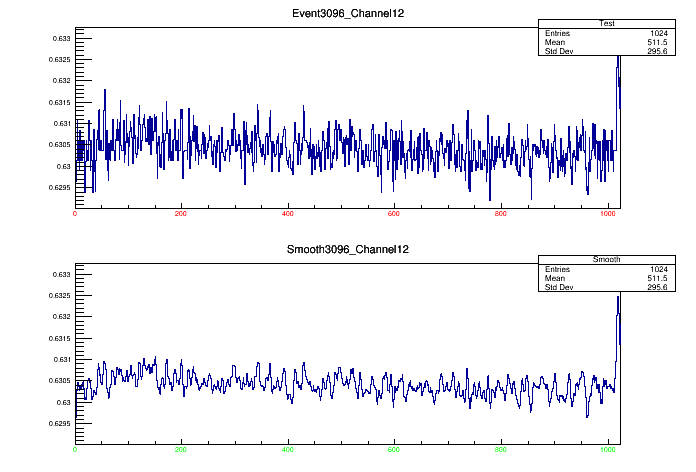 Event3096_Channel12
Test
Entries 1024
Mean 511.5
Std Dev 295.6
0.633
0.6325
0.632
0.6315
0.631
0.6305
0.63
0.6295
0 200 400 600 800 1000
Smooth3096_Channel12
Smooth
Entries 1024
Mean 511.5
Std Dev 295.6
0.633
0.6325
0.632
0.6315
0.631
0.6305
0.63
0.6295
0 200 400 600 800 1000